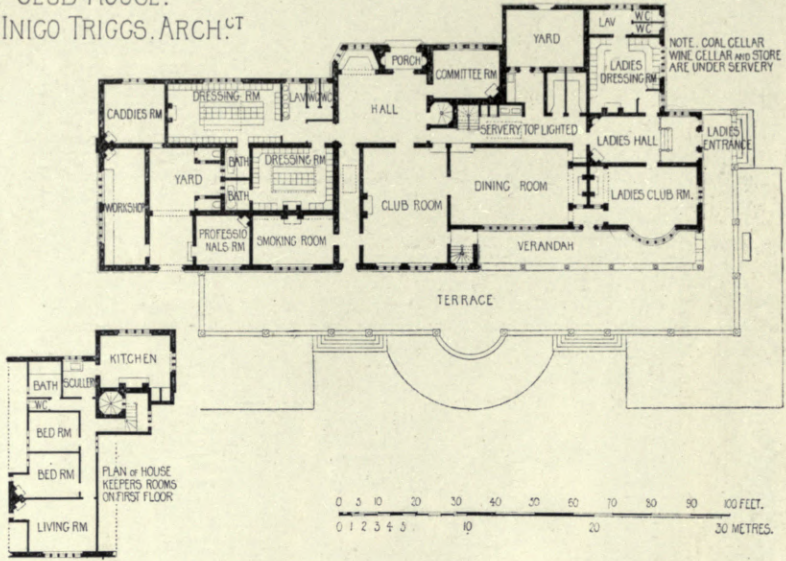 CLUB HOUSE.
INIGO TRIGGS. ARCH.CT
YARD
LAV
WC
WC
NOTE. COAL CELLAR
WINE CELLAR AND STORE
ARE UNDER SERVERY
PORCH
COMMITTEE RM
LADIES
DRESSING RM
CADDIES RM
DRESSING RM
LAV
WC
WC
HALL
SERVERY TOP LIGHTED
LADIES HALL
LADIES
ENTRANCE
YARD
BATH
BATH
DRESSING RM
WORKSHOP
CLUB ROOM
DINING ROOM
LADIES CLUB RM.
PROFESSIO
NALS RM
SMOKING ROOM
VERANDAH
TERRACE
KITCHEN
BATH
SCULLERY
WC
BED RM
BED RM
LIVING RM
PLAN OF HOUSE
KEEPERS ROOMS
ON FIRST FLOOR
0 5 10 20 30 40 50 60 70 80 90 100 FEET.
0 1 2 3 4 5 10 20 30 METRES.